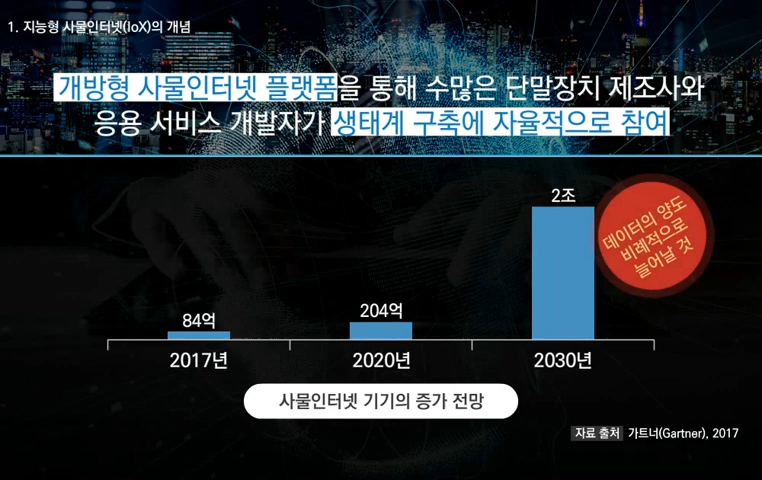 1. 지능형 사물인터넷(IoX)의 개념
개방형 사물인터넷 플랫폼을 통해 수많은 단말장치 제조사와
응용 서비스 개발자가 생태계 구축에 자율적으로 참여
2조
데이터의 양도
비례적으로
늘어날 것
204억
84억
2017년 2020년 2030년
사물인터넷 기기의 증가 전망
자료 출처 가트너(Gartner), 2017